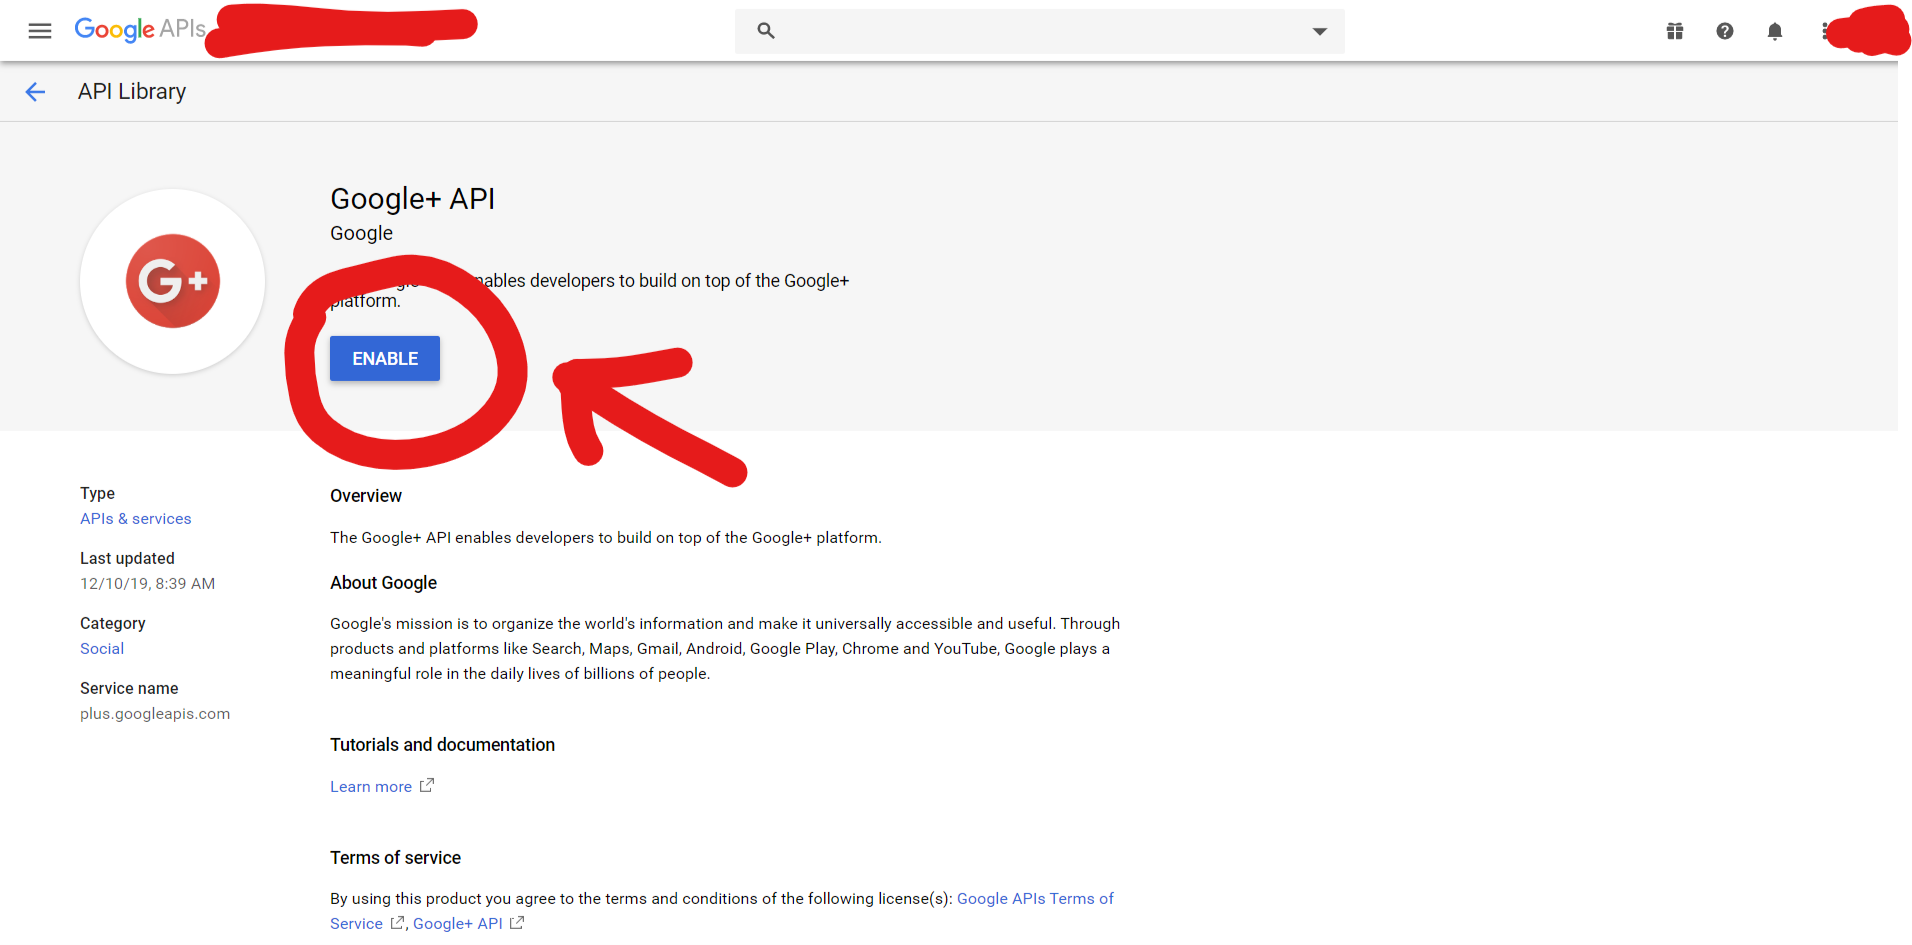 Google APIs
API Library
Google+ API
Google
enables developers to build on top of the Google+
platform.
ENABLE
G+
Type
APIs & services
Last updated
12/10/19, 8:39 AM
Category
Social
Service name
plus.googleapis.com
Overview
The Google+ API enables developers to build on top of the Google+ platform.
About Google
Google's mission is to organize the world's information and make it universally accessible and useful. Through
products and platforms like Search, Maps, Gmail, Android, Google Play, Chrome and YouTube, Google plays a
meaningful role in the daily lives of billions of people.
Tutorials and documentation
Learn more
Terms of service
By using this product you agree to the terms and conditions of the following license(s): Google APIs Terms of
Service , Google+ API